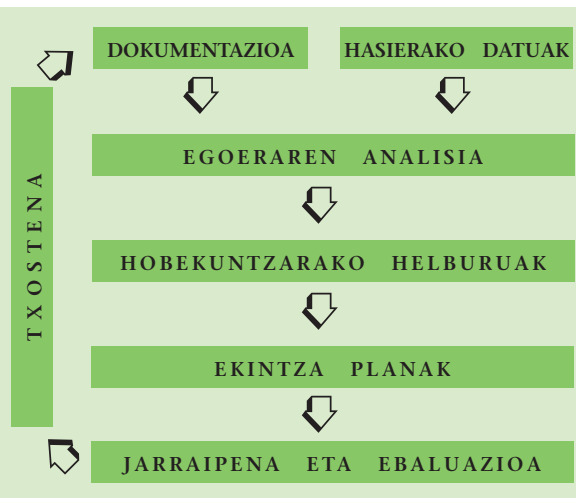 DOKUMENTAZIOA
HASIERAKO DATUAK
EGOERAREN ANALISIA
HOBEKUNTZARAKO HELBURUAK
EKINTZA PLANAK
JARRAIPENA ETA EBALUAZIOA
TXOSTENA